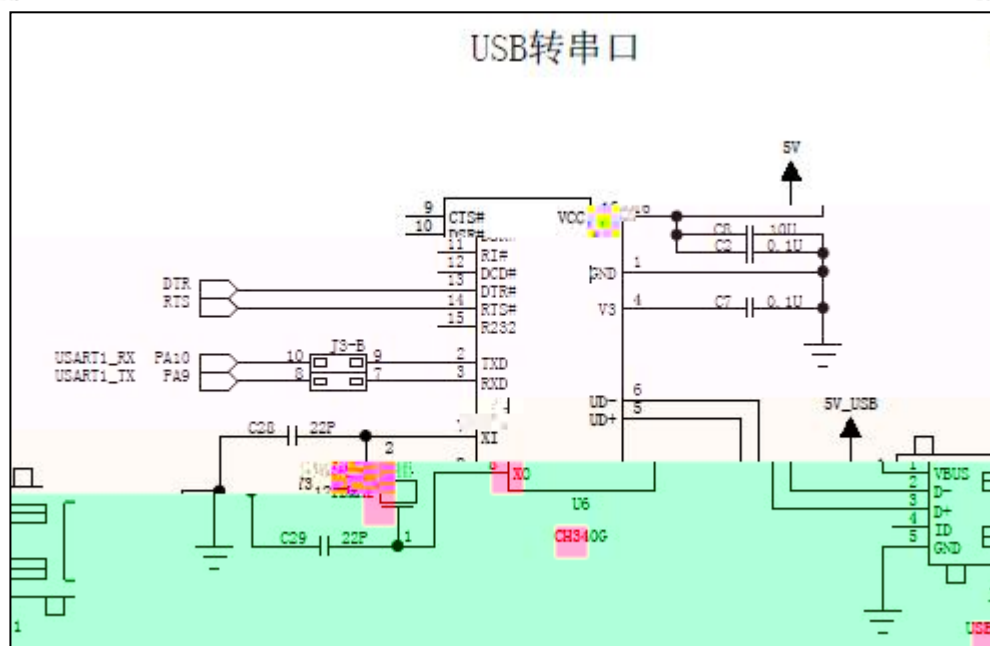 USB转串口
5V
9 CTS# VCC
10
C8 10U
11 C2 0.1U
12 RI# 1
DCD# GND
DTR 13 DTR#
RTS 14 RTS# V3 4 C7 0.1U
15 R232
J3-B
USART1_RX PA10 10 9 2 TXD
USART1_TX PA9 8 7 3 RXD
6
UD- 5
UD+ 5V_USB
C28 22P XI
2
XO 1 VBUS
2 D-
3 D+
U6 4 ID
C29 22P 1 CH340G 5 GND
1 USB